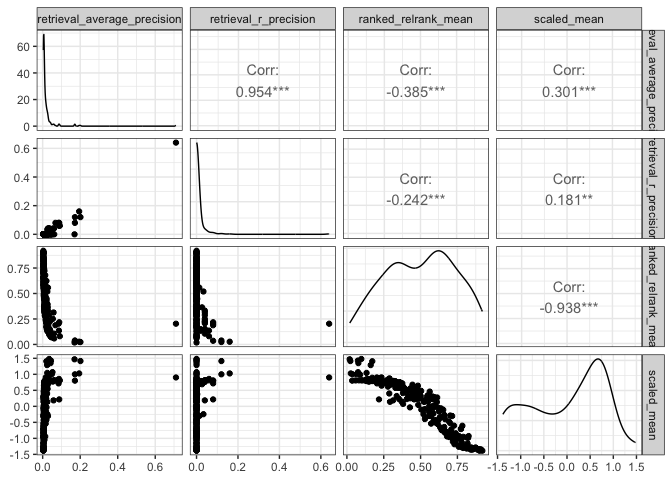 retrieval_average_precision
retrieval_r_precision
ranked_relrank_mean
scaled_mean
60
40
20
0
Corr:
0.954***
Corr:
-0.385***
Corr:
0.301***
0.6
0.4
0.2
0.0
Corr:
-0.242***
Corr:
0.181**
0.75
0.50
0.25
0.00
Corr:
-0.938***
1.5
1.0
0.5
0.0
-0.5
-1.0
-1.5
scaled_mean
0.0 0.2 0.4 0.6
0.0 0.2 0.4 0.6
0.00 0.25 0.50 0.75
-1.5 -1.0 -0.5 0.0 0.5 1.0 1.5